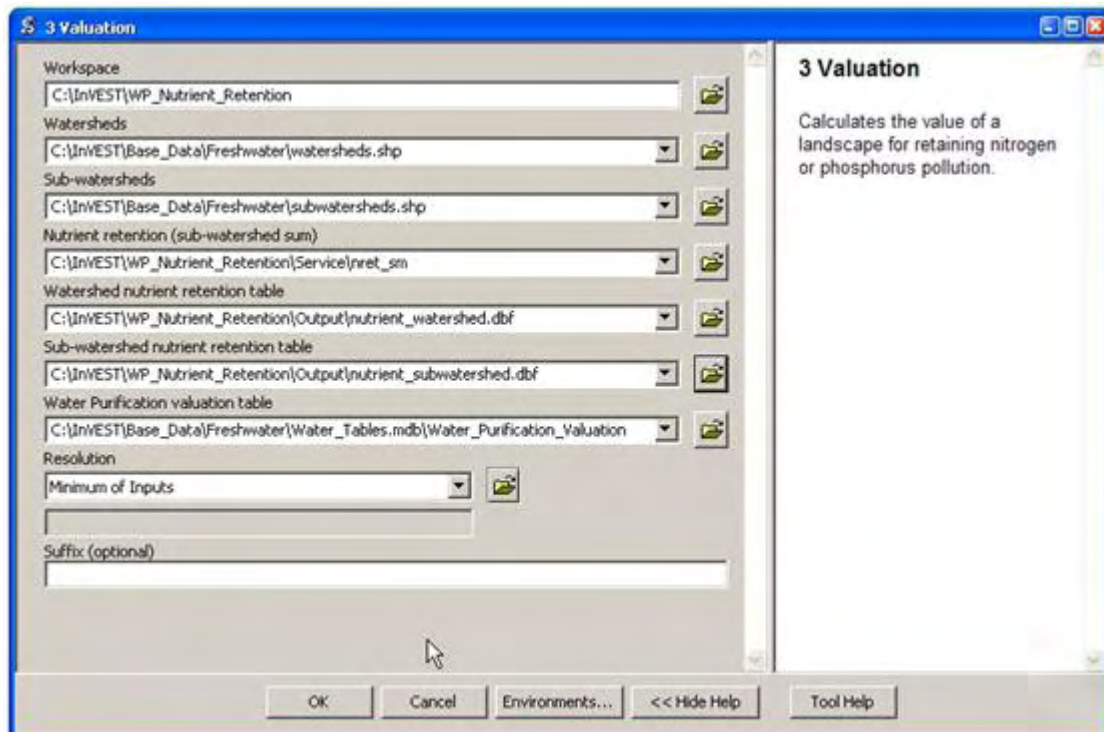 3 Valuation
Workspace
C:\InVEST\WP_Nutrient_Retention
Watersheds
C:\InVEST\Base_Data\Freshwater\watersheds.shp
Sub-watersheds
C:\InVEST\Base_Data\Freshwater\subwatersheds.shp
Nutrient retention (sub-watershed sum)
C:\InVEST\WP_Nutrient_Retention\Service\nret_sm
Watershed nutrient retention table
C:\InVEST\WP_Nutrient_Retention\Output\nutrient_watershed.dbf
Sub-watershed nutrient retention table
C:\InVEST\WP_Nutrient_Retention\Output\nutrient_subwatershed.dbf
Water Purification valuation table
C:\InVEST\Base_Data\Freshwater\Water_Tables.mdb\Water_Purification_Valuation
Resolution
Minimum of Inputs
Suffix (optional)
3 Valuation
Calculates the value of a
landscape for retaining nitrogen
or phosphorus pollution.
OK
Cancel
Environments...
<< Hide Help
Tool Help